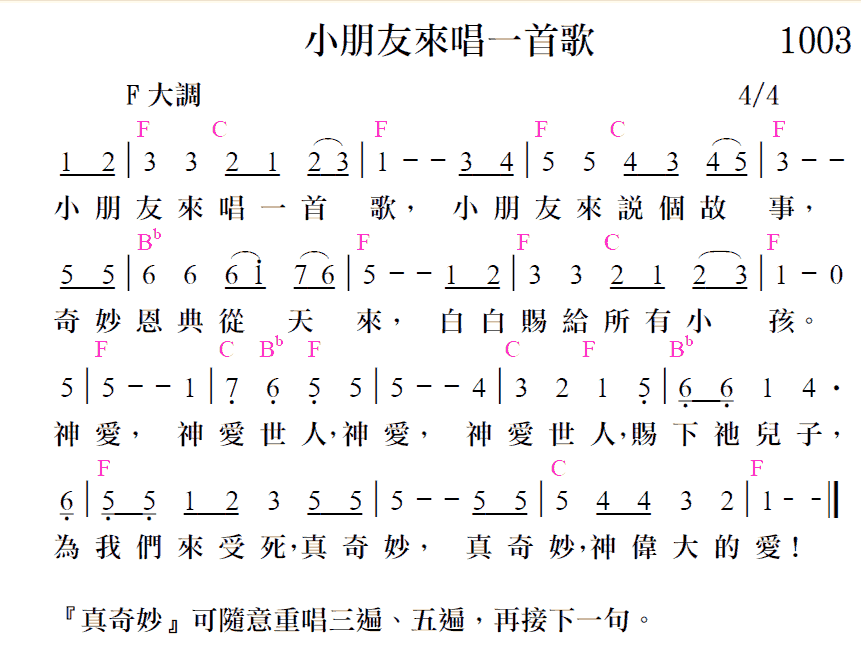 小朋友來唱一首歌 1003
F大調 4/4
F C F F C F
1 2 | 3 3 2 1 2 3 | 1 - - 3 4 | 5 5 4 3 4 5 | 3 - -
小朋友來唱一首 歌，小朋友來説個故 事，
Bb F F C F
5 5 | 6 6 6 i 7 6 | 5 - - 1 2 | 3 3 2 1 2 3 | 1 - 0
奇妙恩典從 天 來，白白賜給所有小 孩。
F C Bb F C F Bb
5 | 5 - - 1 | 7 6 5 5 | 5 - - 4 | 3 2 1 5 | 6 6 1 4 ·
神愛，神愛世人，神愛，神愛世人，賜下祂兒子，
F C F
6 | 5 5 1 2 3 5 5 | 5 - - 5 5 | 5 4 4 3 2 | 1 - - ||
為我們來受死，真奇妙，真奇妙，神偉大的愛！
『真奇妙』可隨意重唱三遍、五遍，再接下一句。